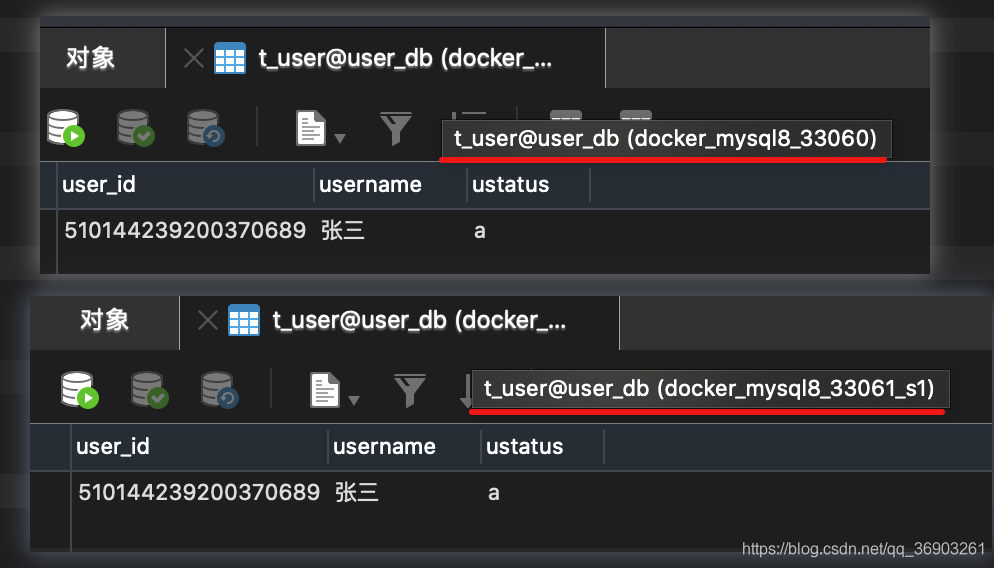 对象 t_user@user_db (docker_...
t_user@user_db (docker_mysql8_33060)
user_id username ustatus
510144239200370689 张三 a
对象 t_user@user_db (docker_...
t_user@user_db (docker_mysql8_33061_s1)
user_id username ustatus
510144239200370689 张三 a
https://blog.csdn.net/qq_36903261